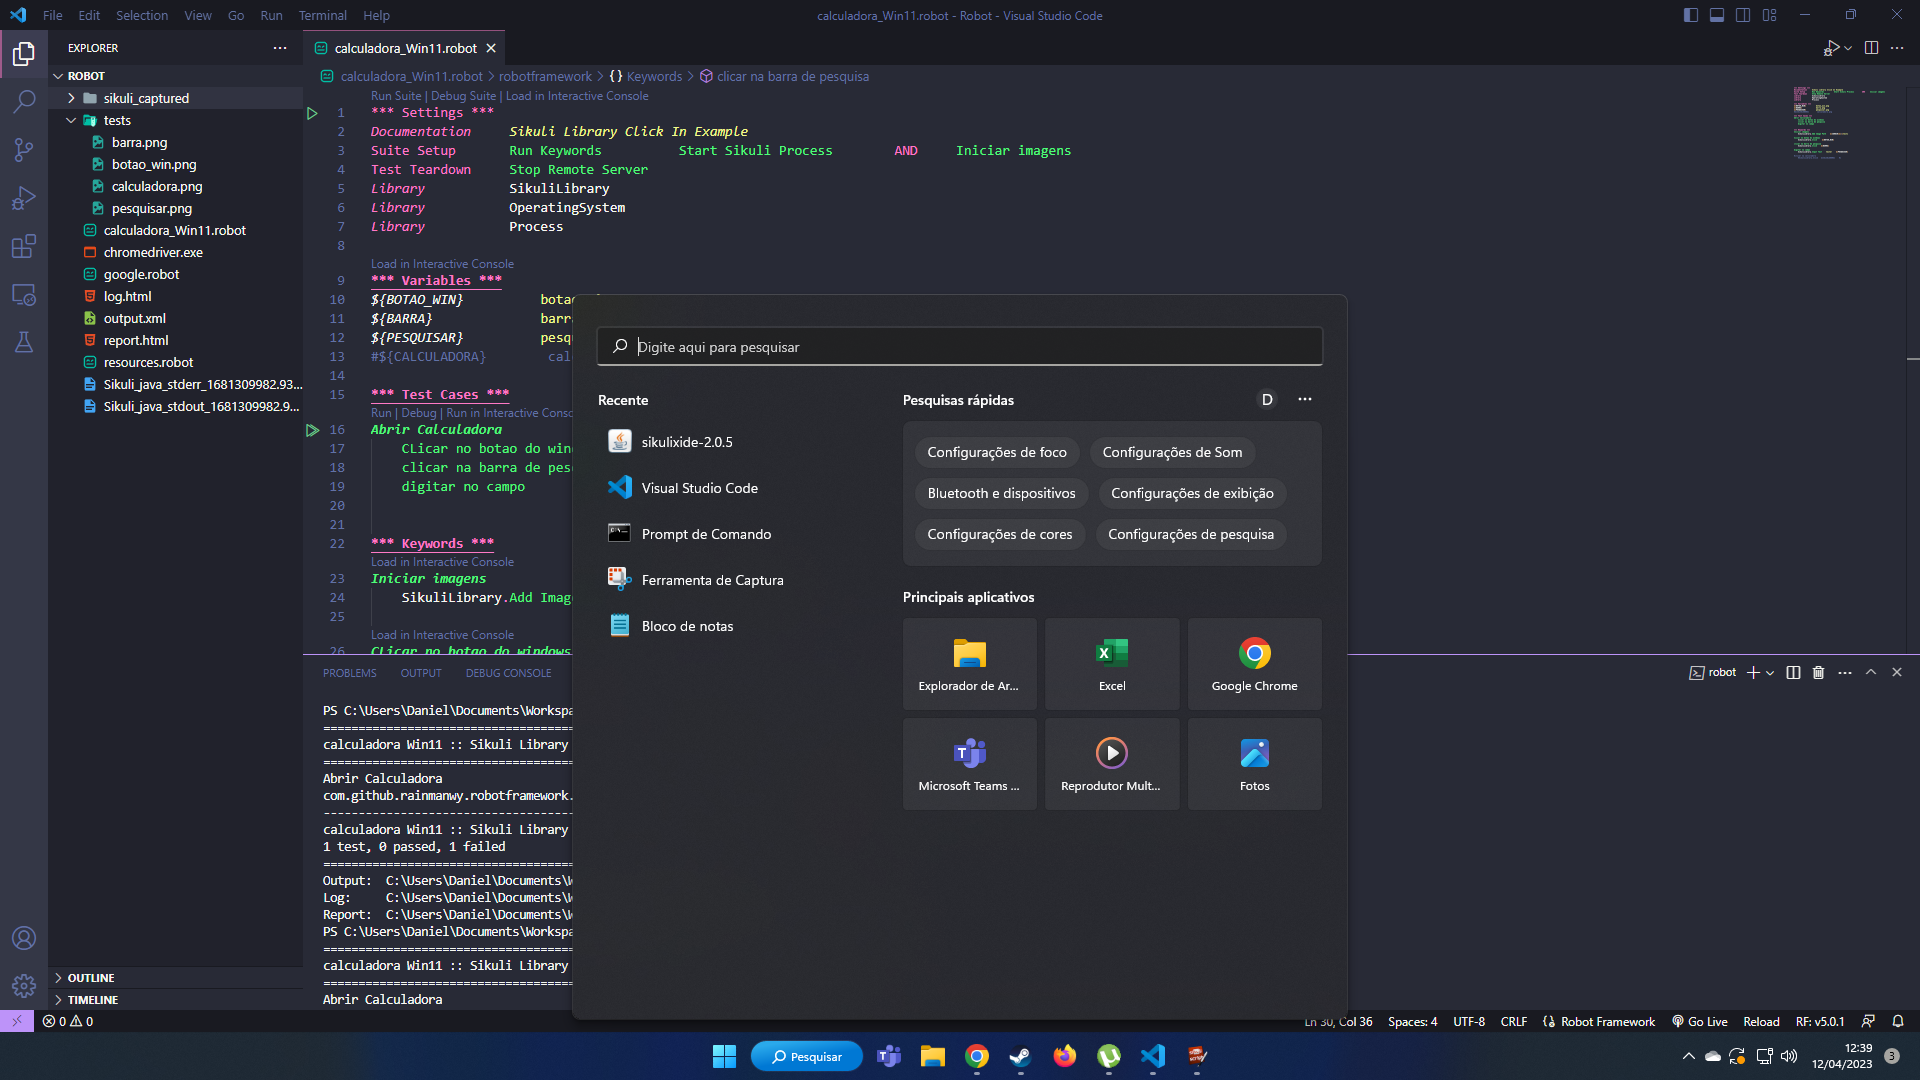 File Edit Selection View Go Run Terminal Help
calculadora_Win11.robot - Robot - Visual Studio Code
EXPLORER
ROBOT
sikuli_captured
tests
barra.png
botao_win.png
calculadora.png
pesquisar.png
calculadora_Win11.robot
chromedriver.exe
google.robot
log.html
output.xml
report.html
resources.robot
Sikuli_java_stderr_1681309982.93...
Sikuli_java_stdout_1681309982.9...
OUTLINE
TIMELINE
calculadora_Win11.robot
calculadora_Win11.robot > robotframework > {} Keywords > clicar na barra de pesquisa
Run Suite | Debug Suite | Load in Interactive Console
1 *** Settings ***
2 Documentation Sikuli Library Click In Example
3 Suite Setup Run Keywords Start Sikuli Process AND Iniciar imagens
4 Test Teardown Stop Remote Server
5 Library SikuliLibrary
6 Library OperatingSystem
7 Library Process
8
Load in Interactive Console
9 *** Variables ***
10 ${BOTAO_WIN} botao
11 ${BARRA} barr
12 ${PESQUISAR} pesq
13 #${CALCULADORA} cal
14
15 *** Test Cases ***
Run | Debug | Run in Interactive Conso
16 Abrir Calculadora
17 CLicar no botao do win
18 clicar na barra de pes
19 digitar no campo
20
21
22 *** Keywords ***
Load in Interactive Console
23 Iniciar imagens
24 SikuliLibrary.Add Imag
25
Load in Interactive Console
26 CLicar no botao do windows
Digite aqui para pesquisar
Recente
sikulixide-2.0.5
Visual Studio Code
Prompt de Comando
Ferramenta de Captura
Bloco de notas
Pesquisas rápidas
D
Configurações de foco
Configurações de Som
Bluetooth e dispositivos
Configurações de exibição
Configurações de cores
Configurações de pesquisa
Principais aplicativos
Explorador de Ar...
Excel
Google Chrome
Microsoft Teams ...
Reprodutor Mult...
Fotos
PROBLEMS OUTPUT DEBUG CONSOLE
robot
PS C:\Users\Daniel\Documents\Workspa
==================================
calculadora Win11 :: Sikuli Library
==================================
Abrir Calculadora
com.github.rainmanwy.robotframework.
----------------------------------
calculadora Win11 :: Sikuli Library
1 test, 0 passed, 1 failed
==================================
Output: C:\Users\Daniel\Documents\W
Log: C:\Users\Daniel\Documents\W
Report: C:\Users\Daniel\Documents\W
PS C:\Users\Daniel\Documents\Workspa
==================================
calculadora Win11 :: Sikuli Library
==================================
Abrir Calculadora
0 0
Ln 30, Col 36 Spaces: 4 UTF-8 CRLF Robot Framework Go Live Reload RF: v5.0.1
Pesquisar
12:39
12/04/2023
3